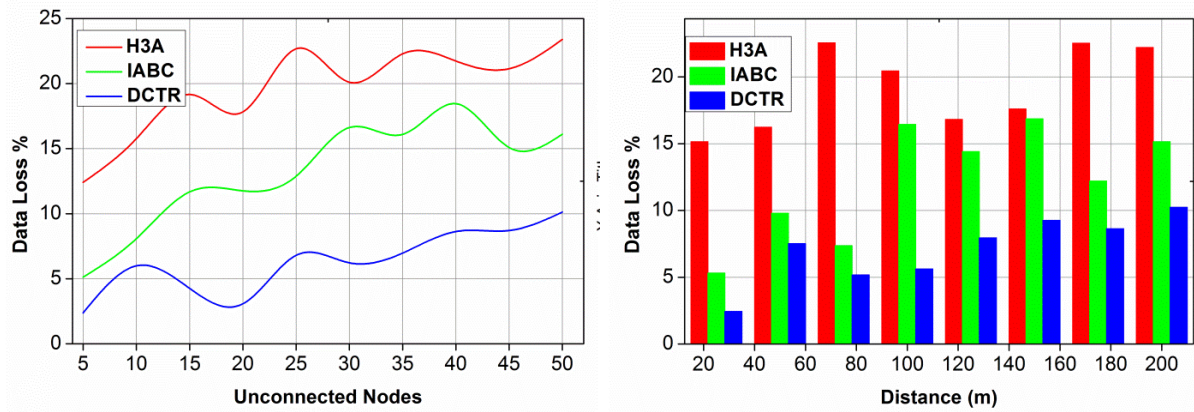 25
20
15
10
5
0
Data Loss %
H3A
IABC
DCTR
5 10 15 20 25 30 35 40 45 50
Unconnected Nodes
20
15
10
5
0
Data Loss %
H3A
IABC
DCTR
20 40 60 80 100 120 140 160 180 200
Distance (m)